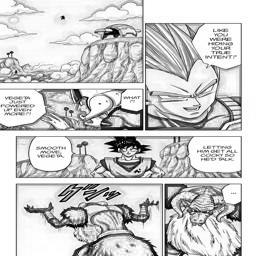 LIKE
YOU WERE
HIDING
YOUR
TRUE
INTENT?
WHAT
?!
VEGETA
JUST
POWERED
UP EVEN
MORE?!
SMOOTH
MOVE,
VEGETA.
LETTING
HIM GET ALL
COCKY SO
HE'D TALK.
...